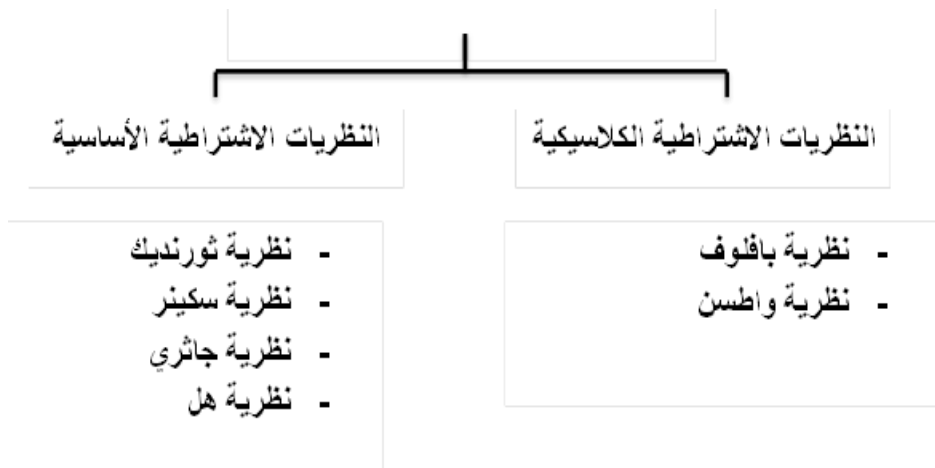 النظريات الاشتراطية الكلاسيكية
- نظرية بافلوف
- نظرية واطسن
النظريات الاشتراطية الأساسية
- نظرية ثورنديك
- نظرية سكينر
- نظرية جاثري
- نظرية هل